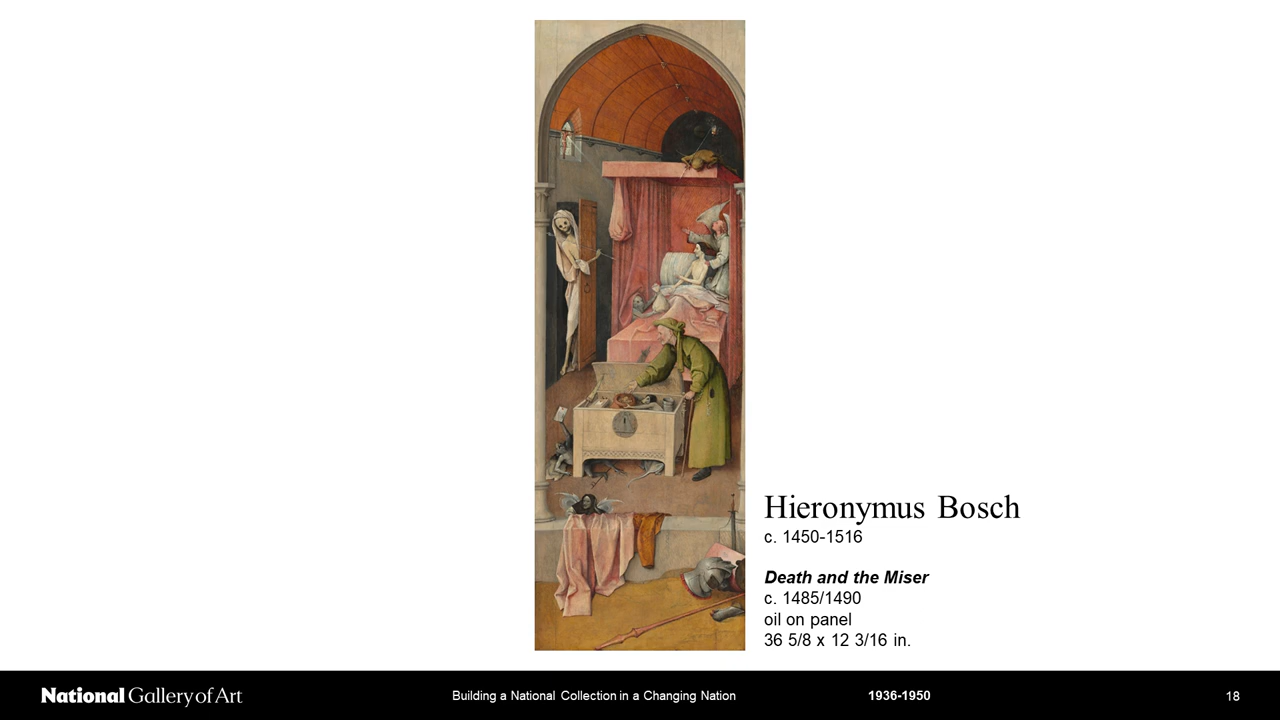 Hieronymus Bosch
c. 1450-1516
Death and the Miser
c. 1485/1490
oil on panel
36 5/8 x 12 3/16 in.
National Gallery of Art
Building a National Collection in a Changing Nation
1936-1950
18